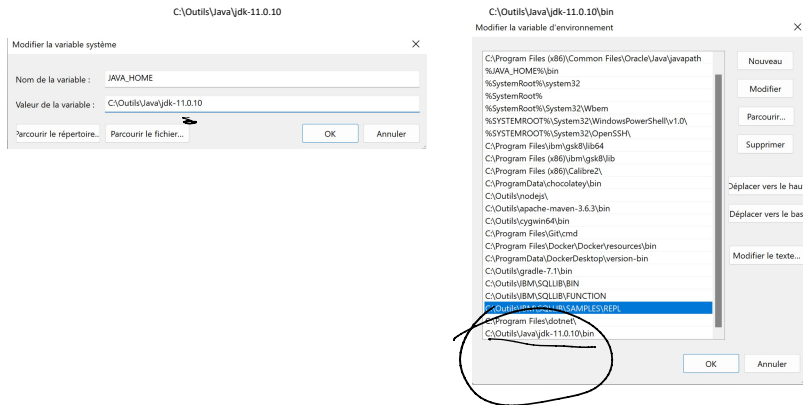 C:\Outils\Java\jdk-11.0.10
Modifier la variable système
Nom de la variable :
JAVA_HOME
Valeur de la variable :
C:\Outils\Java\jdk-11.0.10
Parcourir le répertoire..
Parcourir le fichier...
OK
Annuler
C:\Outils\Java\jdk-11.0.10\bin
Modifier la variable d'environnement
C:\Program Files (x86)\Common Files\Oracle\Java\javapath
%JAVA_HOME%\bin
%SystemRoot%\system32
%SystemRoot%
%SystemRoot%\System32\Wbem
%SYSTEMROOT%\System32\WindowsPowerShell\v1.0\
%SYSTEMROOT%\System32\OpenSSH\
C:\Program Files\ibm\gsk8\lib64
C:\Program Files (x86)\ibm\gsk8\lib
C:\Program Files (x86)\Calibre2\
C:\ProgramData\chocolatey\bin
C:\Outils\nodejs\
C:\Outils\apache-maven-3.6.3\bin
C:\Outils\cygwin64\bin
C:\Program Files\Git\cmd
C:\Program Files\Docker\Docker\resources\bin
C:\ProgramData\DockerDesktop\version-bin
C:\Outils\gradle-7.1\bin
C:\Outils\IBM\SQLLIB\BIN
C:\Outils\IBM\SQLLIB\FUNCTION
C:\Outils\IBM\SQLLIB\SAMPLES\REPL
C:\Program Files\dotnet\
C:\Outils\Java\jdk-11.0.10\bin
Nouveau
Modifier
Parcourir...
Supprimer
Déplacer vers le hau
Déplacer vers le bas
Modifier le texte...
OK
Annuler